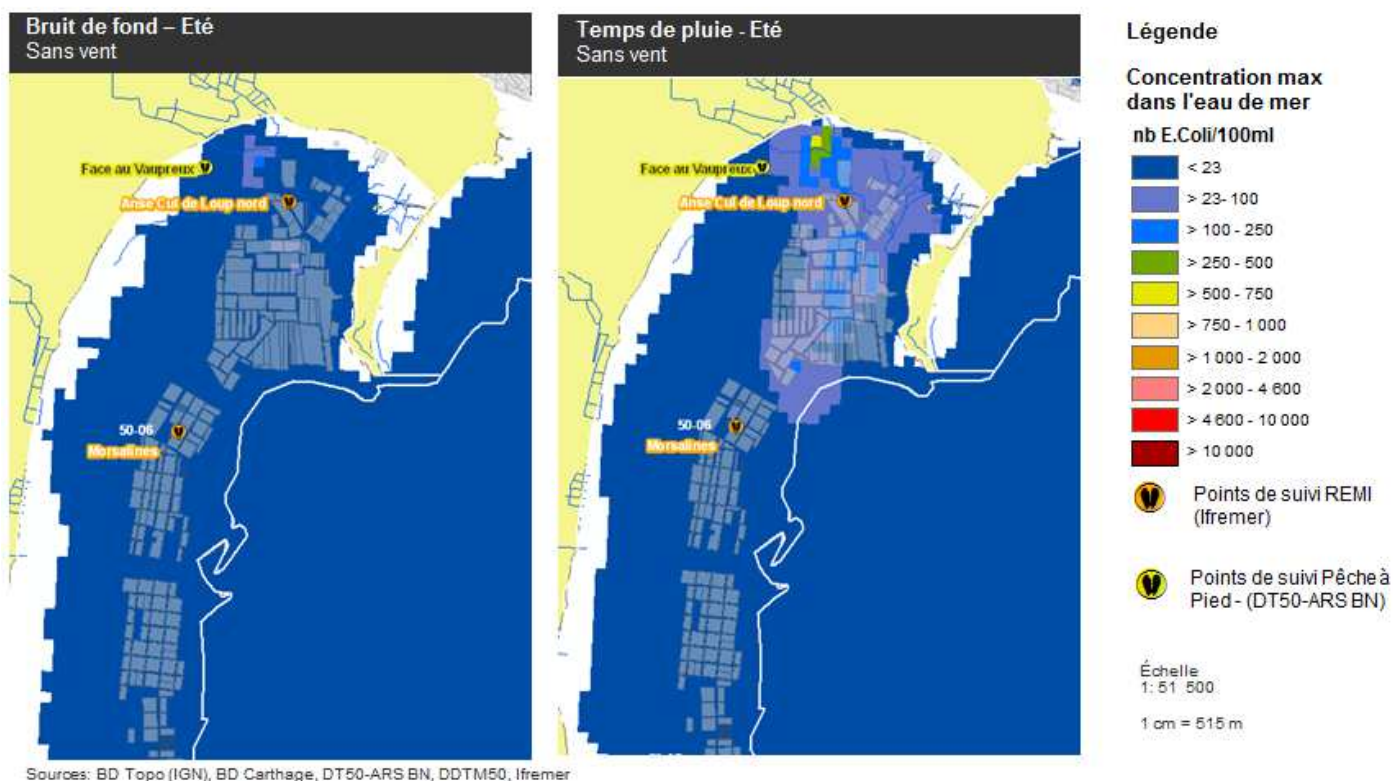 Bruit de fond – Eté
Sans vent
Face au Vaupreux
Anse Cul de Loup nord
50-06
Morsalines
Temps de pluie - Eté
Sans vent
Face au Vaupreux
Anse Cul de Loup nord
50-06
Morsalines
Légende
Concentration max
dans l'eau de mer
nb E.Coli/100ml
< 23
> 23- 100
> 100 - 250
> 250 - 500
> 500 - 750
> 750 - 1 000
> 1 000 - 2 000
> 2 000 - 4 600
> 4 600 - 10 000
> 10 000
Points de suivi REMI
(Ifremer)
Points de suivi Pêche à
Pied - (DT50-ARS BN)
Échelle
1: 51 500
1 cm = 515 m
Sources: BD Topo (IGN), BD Carthage, DT50-ARS BN, DDTM50, Ifremer